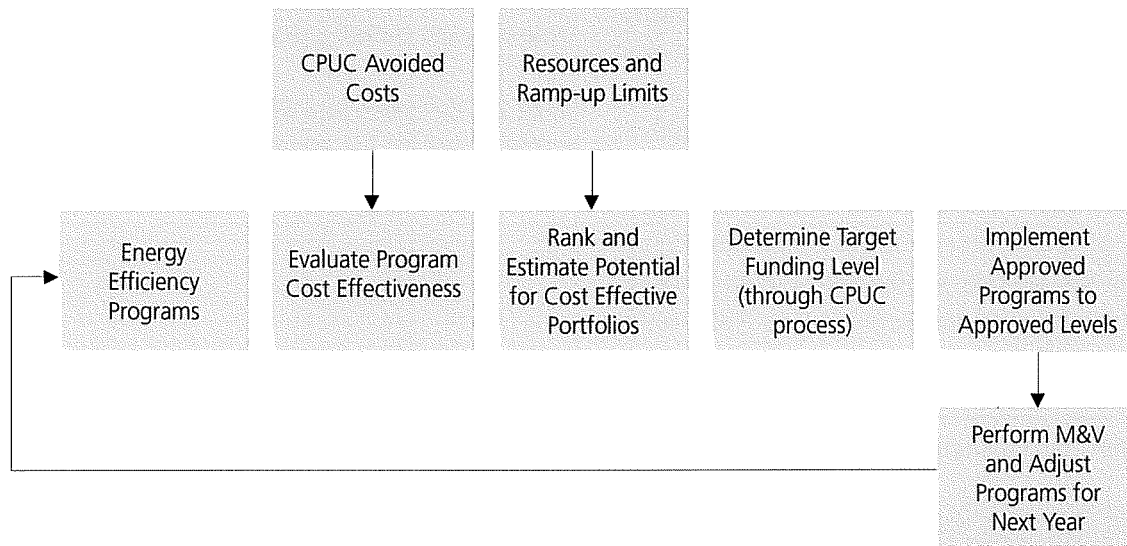 CPUC Avoided
Costs
Resources and
Ramp-up Limits
Energy
Efficiency
Programs
Evaluate Program
Cost Effectiveness
Rank and
Estimate Potential
for Cost Effective
Portfolios
Determine Target
Funding Level
(through CPUC
process)
Implement
Approved
Programs to
Approved Levels
Perform M&V
and Adjust
Programs for
Next Year